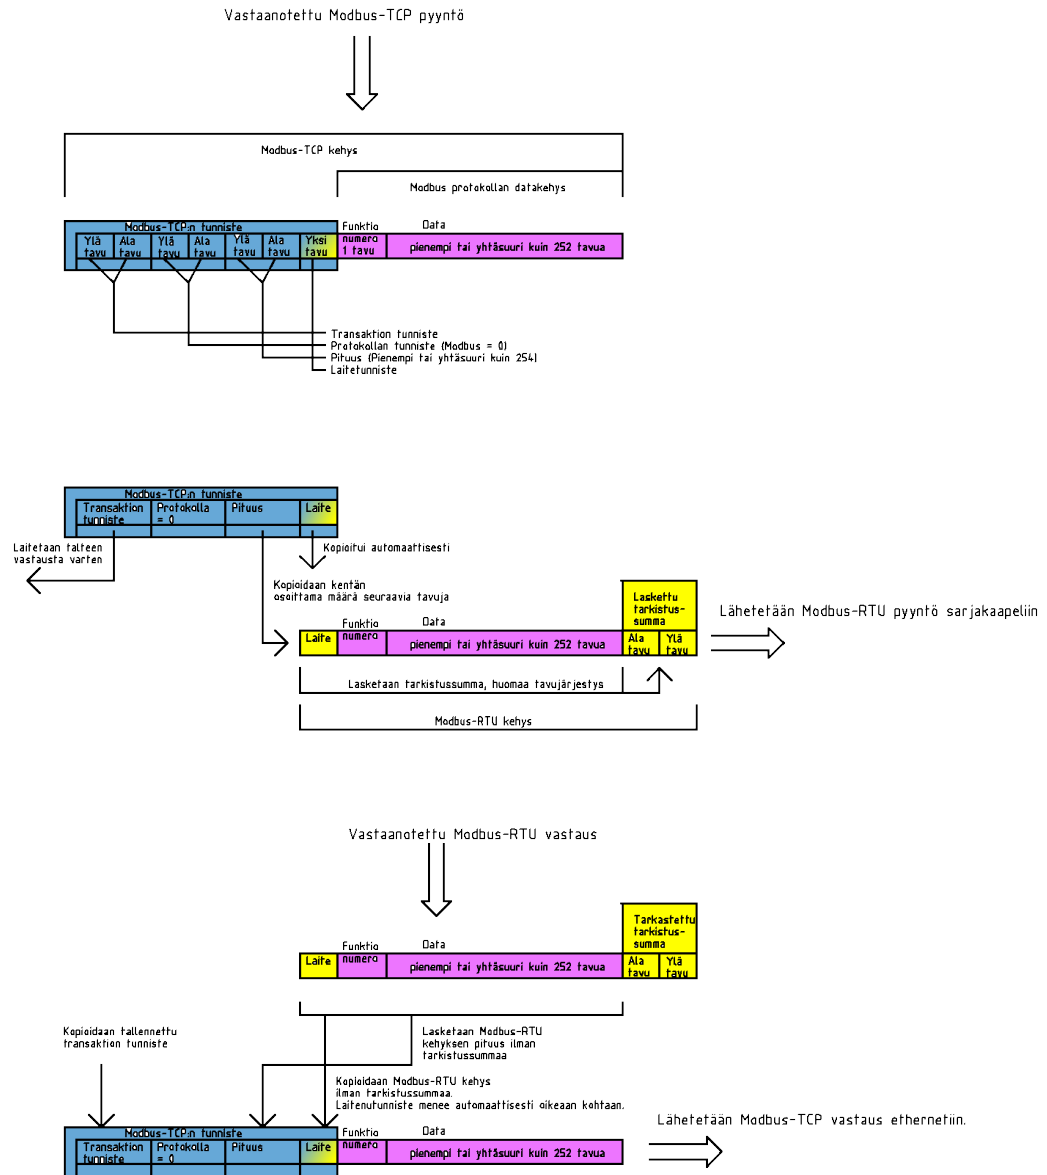 Vastaanotettu Modbus-TCP pyyntö
Modbus-TCP kehys
Modbus protokollan datakehys
Modbus-TCP:n tunniste
Funktio
Data
Ylä
tavu
Ala
tavu
Ylä
tavu
Ala
tavu
Ylä
tavu
Ala
tavu
Yksi
tavu
numero
1 tavu
pienempi tai yhtäsuuri kuin 252 tavua
Transaktion tunniste
Protokollan tunniste (Modbus = 0)
Pituus (Pienempi tai yhtäsuuri kuin 254)
Laitetunniste
Modbus-TCP:n tunniste
Transaktion
tunniste
Protokolla
= 0
Pituus
Laite
Laitetaan talteen
vastausta varten
Kopioitui automaattisesti
Kopioidaan kentän
osoittama määrä seuraavia tavuja
Laskettu
tarkistus-
summa
Lähetetään Modbus-RTU pyyntö sarjakaapeliin
Funktio
Data
Laite
numero
pienempi tai yhtäsuuri kuin 252 tavua
Ala
tavu
Ylä
tavu
Lasketaan tarkistussumma, huomaa tavujärjestys
Modbus-RTU kehys
Vastaanotettu Modbus-RTU vastaus
Tarkastettu
tarkistus-
summa
Funktio
Data
Laite
numero
pienempi tai yhtäsuuri kuin 252 tavua
Ala
tavu
Ylä
tavu
Kopioidaan tallennettu
transaktion tunniste
Lasketaan Modbus-RTU
kehyksen pituus ilman
tarkistussummaa
Kopioidaan Modbus-RTU kehys
ilman tarkistussummaa.
Laitenutunniste menee automaattisesti oikeaan kohtaan.
Lähetetään Modbus-TCP vastaus ethernetiin.
Modbus-TCP:n tunniste
Funktio
Data
Transaktion
tunniste
Protokolla
= 0
Pituus
Laite
numero
pienempi tai yhtäsuuri kuin 252 tavua